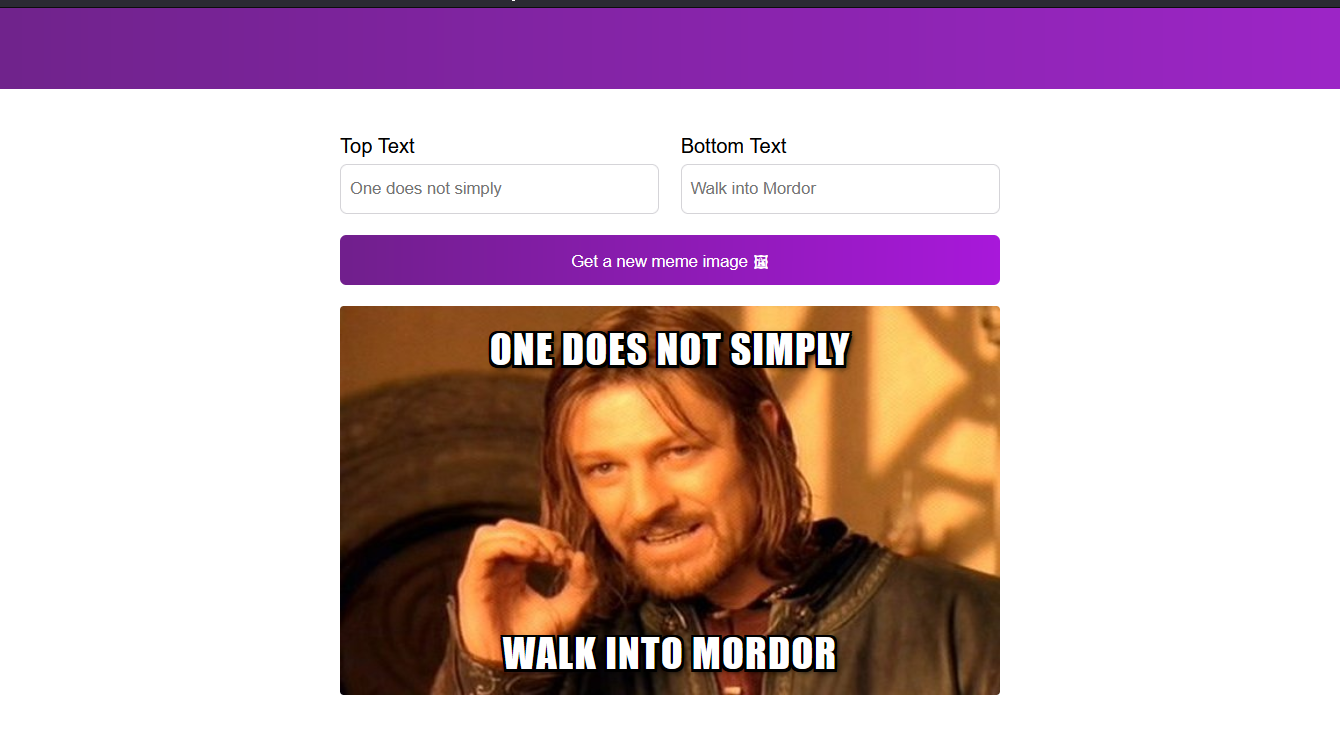 Top Text
Bottom Text
One does not simply
Walk into Mordor
Get a new meme image 🖼
ONE DOES NOT SIMPLY
WALK INTO MORDOR